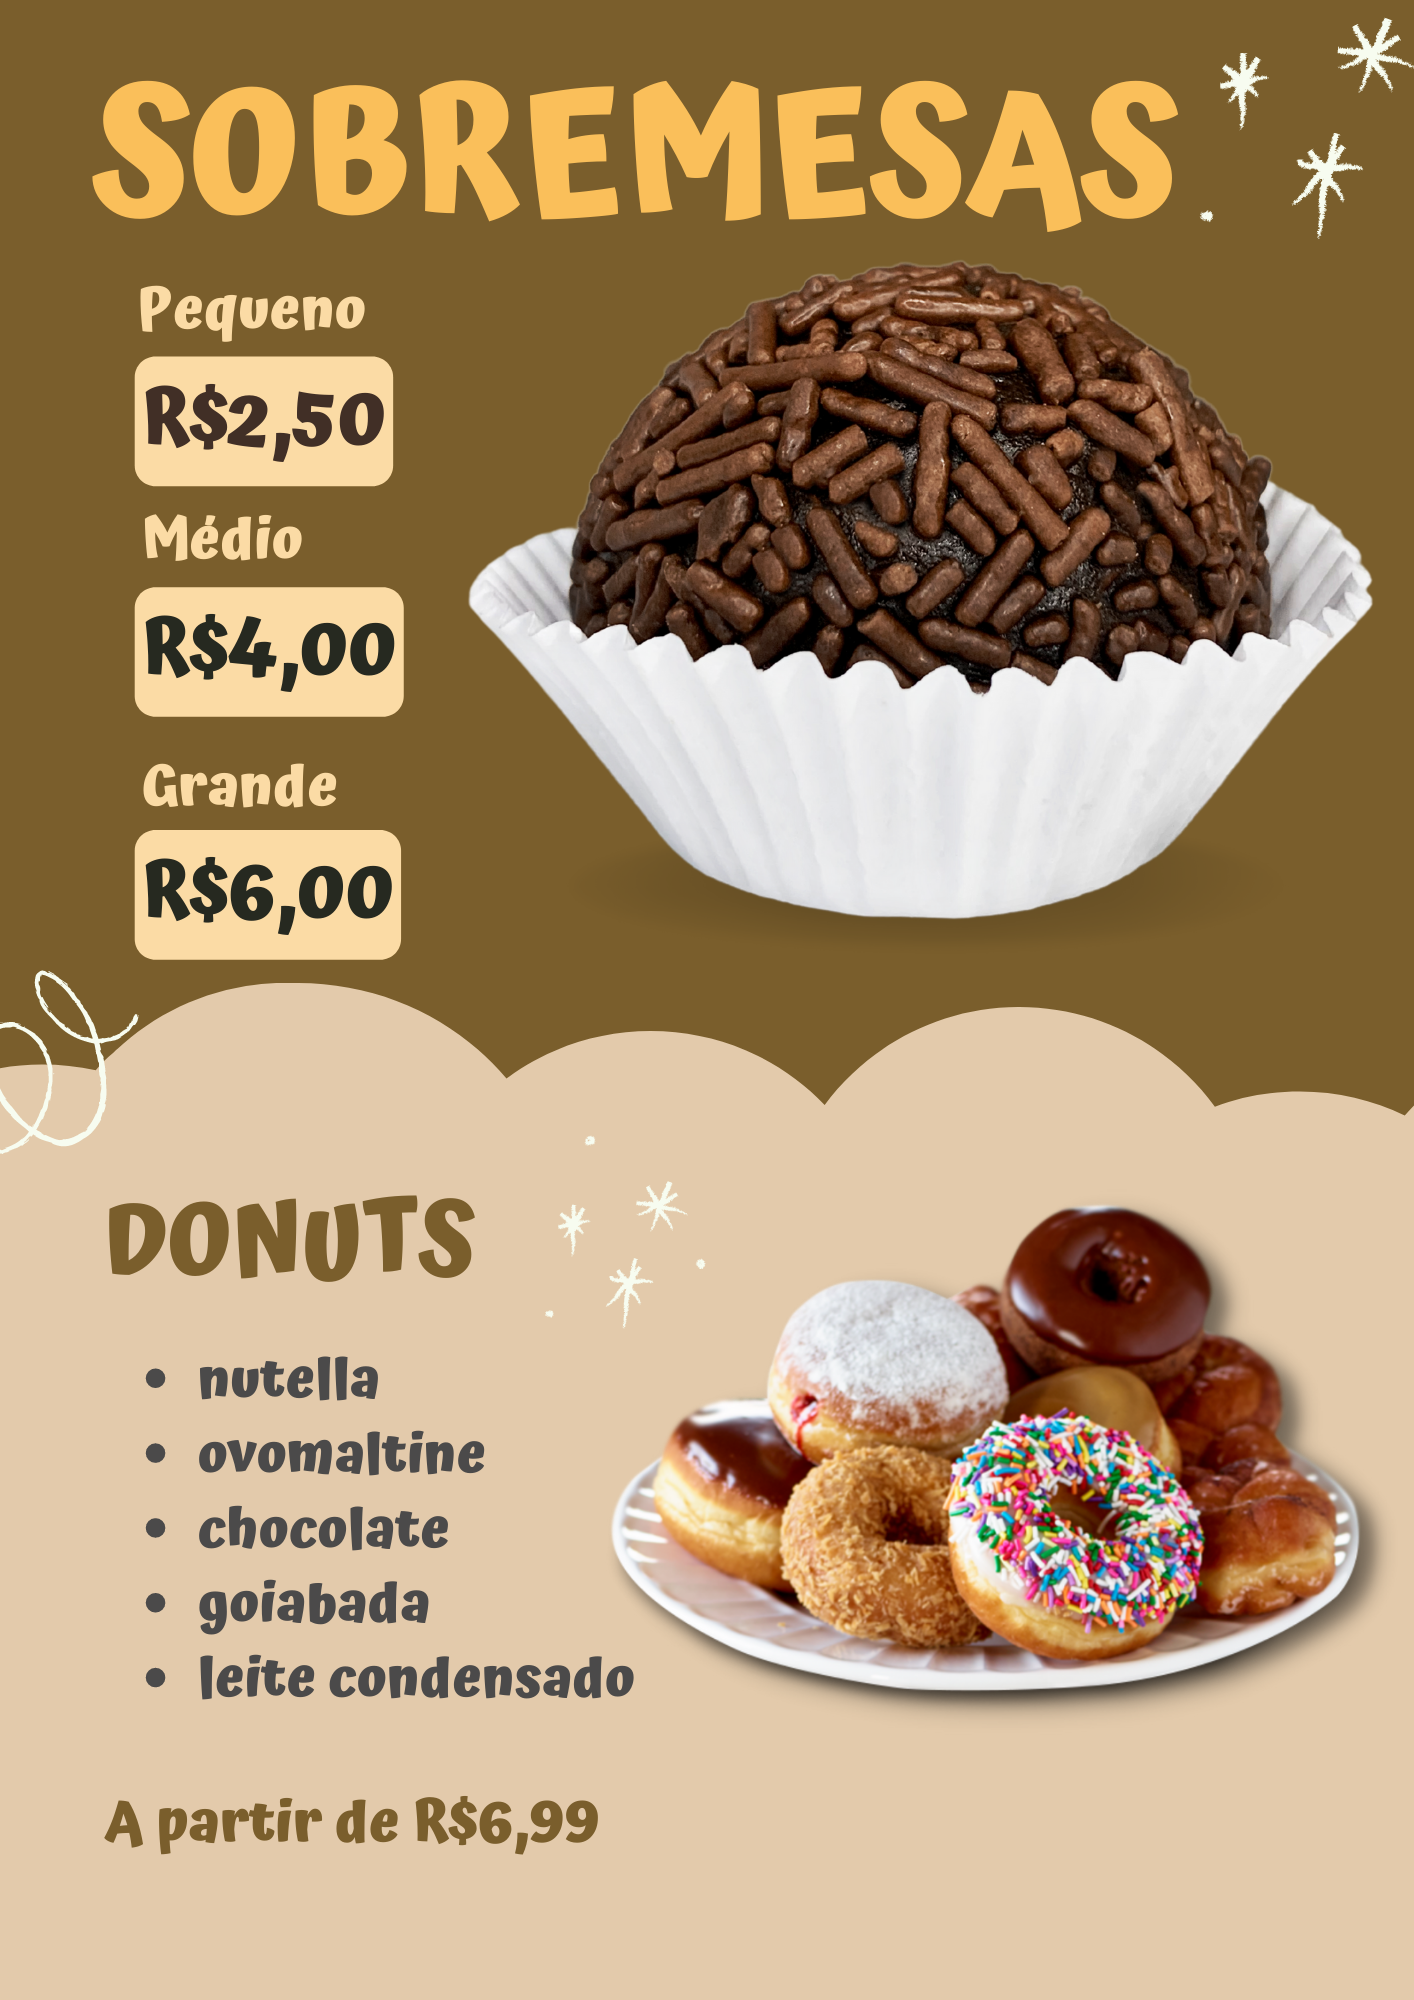 SOBREMESAS
Pequeno
R$2,50
Médio
R$4,00
Grande
R$6,00
DONUTS
• nutella
• ovomaltine
• chocolate
• goiabada
• leite condensado
A partir de R$6,99